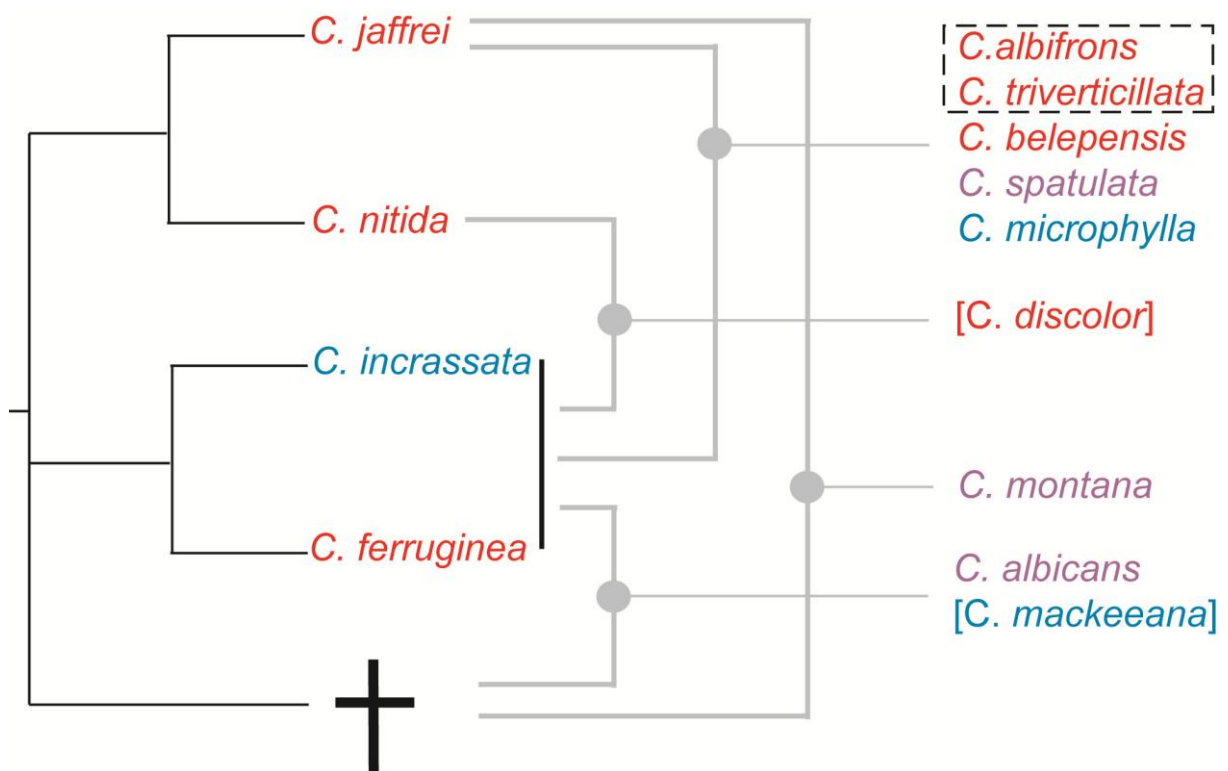 C. jaffrei
C. nitida
C. incrassata
C. ferruginea
C.albifrons
C. triverticillata
C. belepensis
C. spatulata
C. microphylla
[C. discolor]
C. montana
C. albicans
[C. mackeeana]